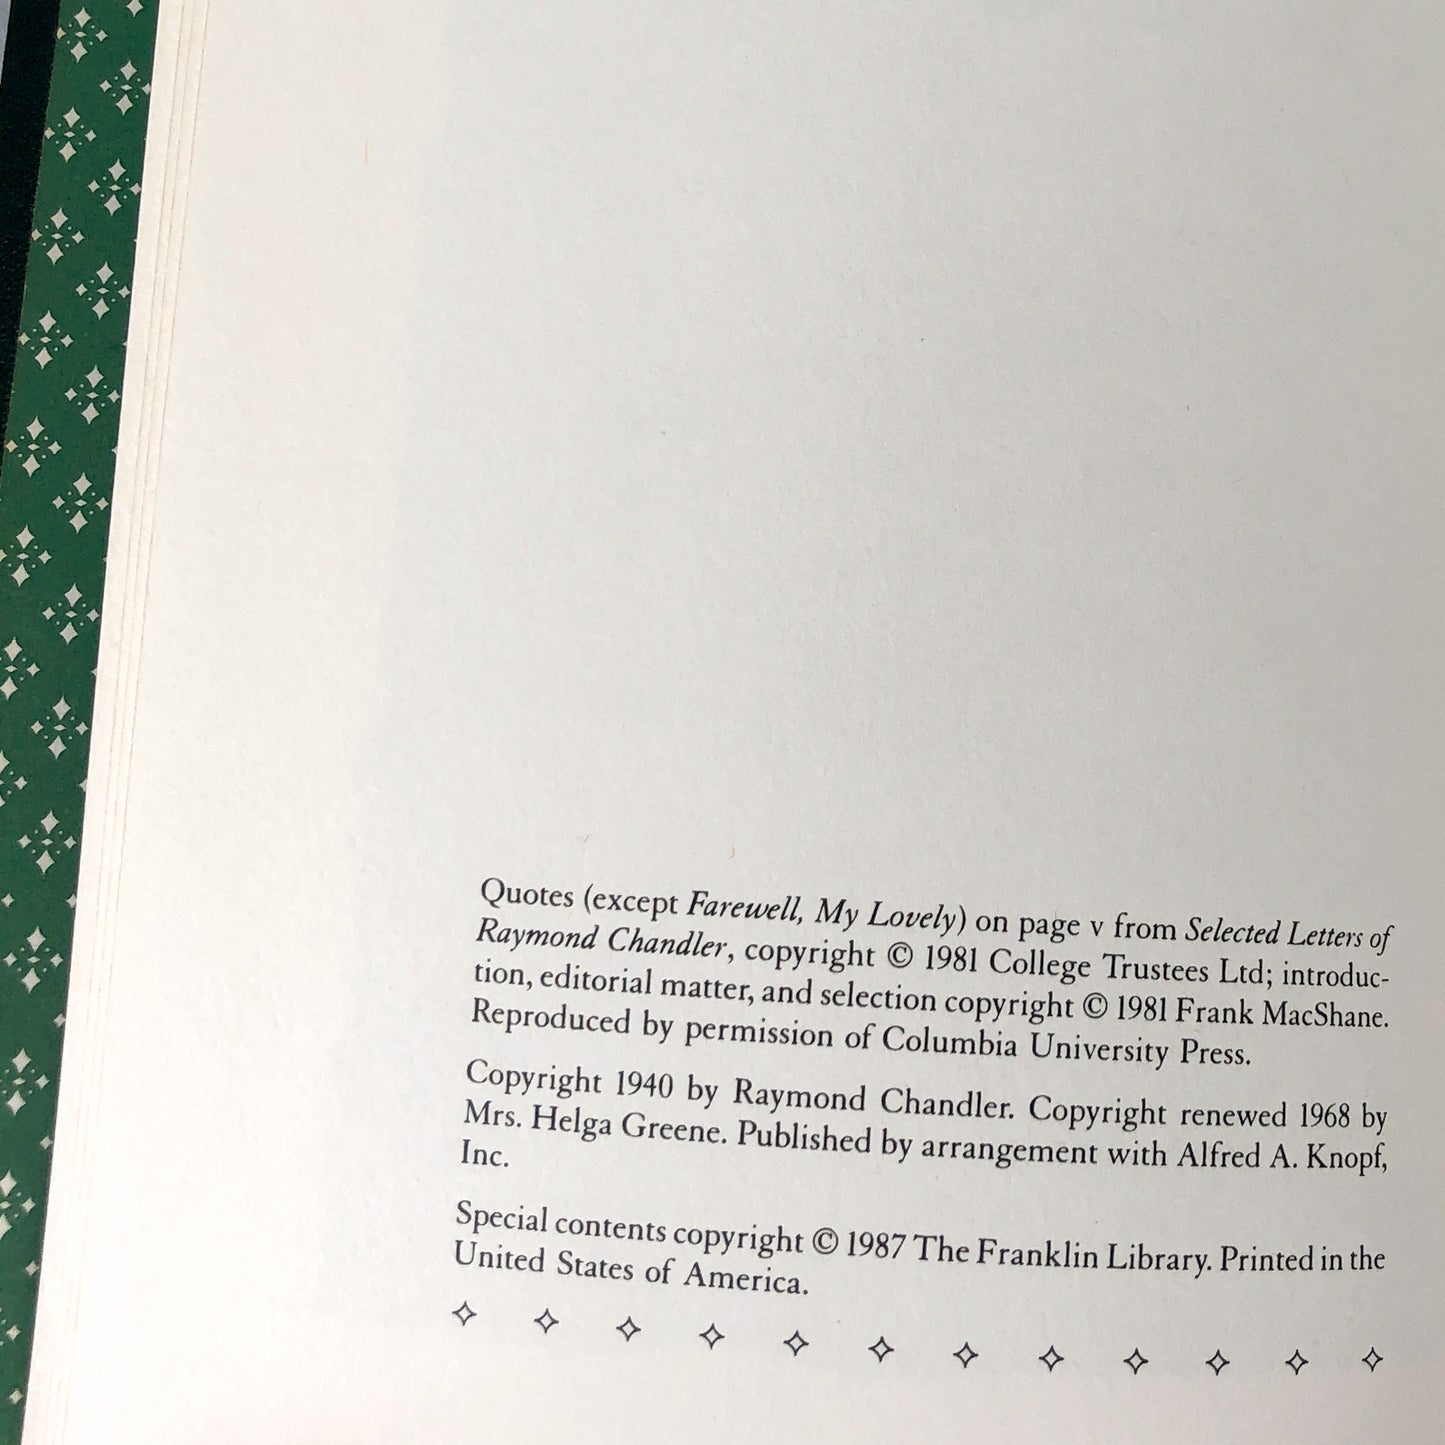 Quotes (except Farewell, My Lovely) on page v from Selected Letters of
Raymond Chandler, copyright © 1981 College Trustees Ltd; introduc-
tion, editorial matter, and selection copyright © 1981 Frank MacShane.
Reproduced by permission of Columbia University Press.
Copyright 1940 by Raymond Chandler. Copyright renewed 1968 by
Mrs. Helga Greene. Published by arrangement with Alfred A. Knopf,
Inc.
Special contents copyright © 1987 The Franklin Library. Printed in the
United States of America.